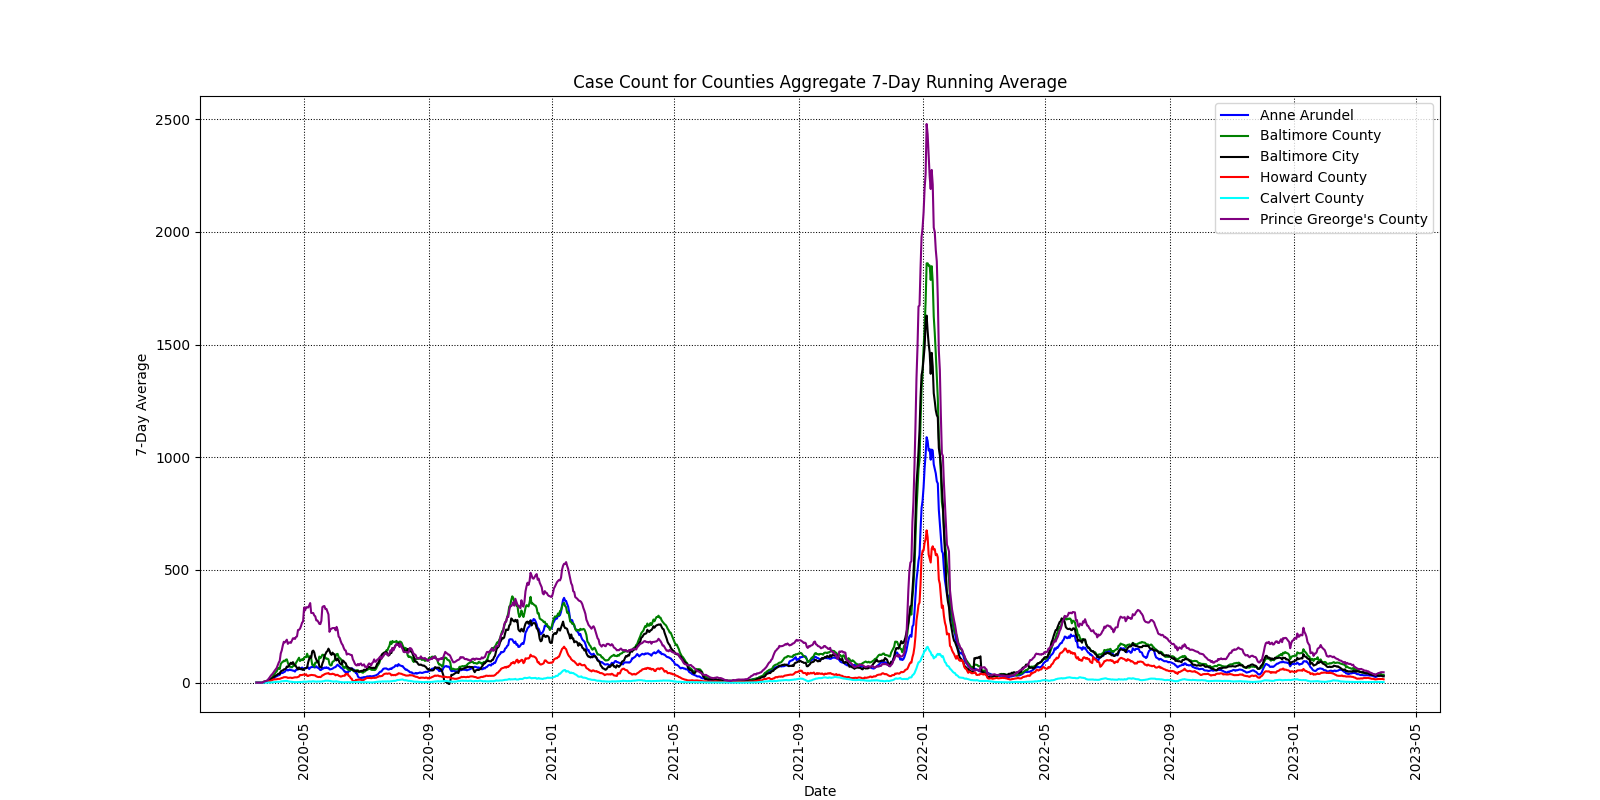 Case Count for Counties Aggregate 7-Day Running Average
2500
2000
1500
1000
500
0
7-Day Average
Anne Arundel
Baltimore County
Baltimore City
Howard County
Calvert County
Prince Greorge's County
2020-05
2020-09
2021-01
2021-05
2021-09
2022-01
2022-05
2022-09
2023-01
2023-05
Date